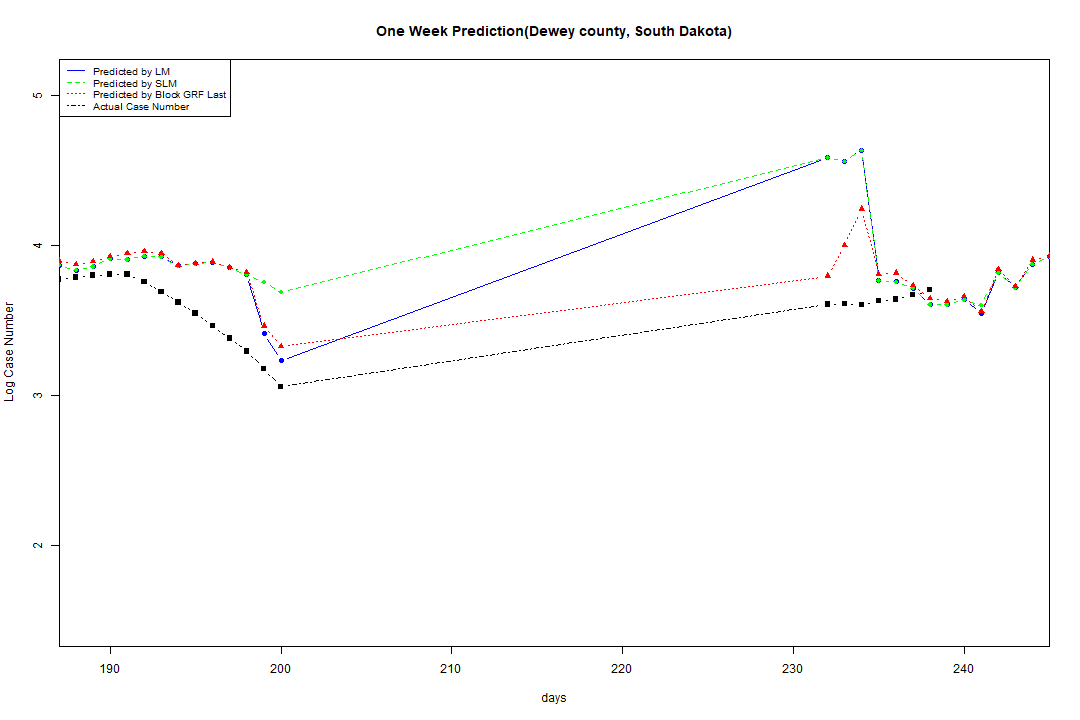 One Week Prediction(Dewey county, South Dakota)
Predicted by LM
Predicted by SLM
Predicted by Block GRF Last
Actual Case Number
5
4
3
2
Log Case Number
190 200 210 220 230 240
days